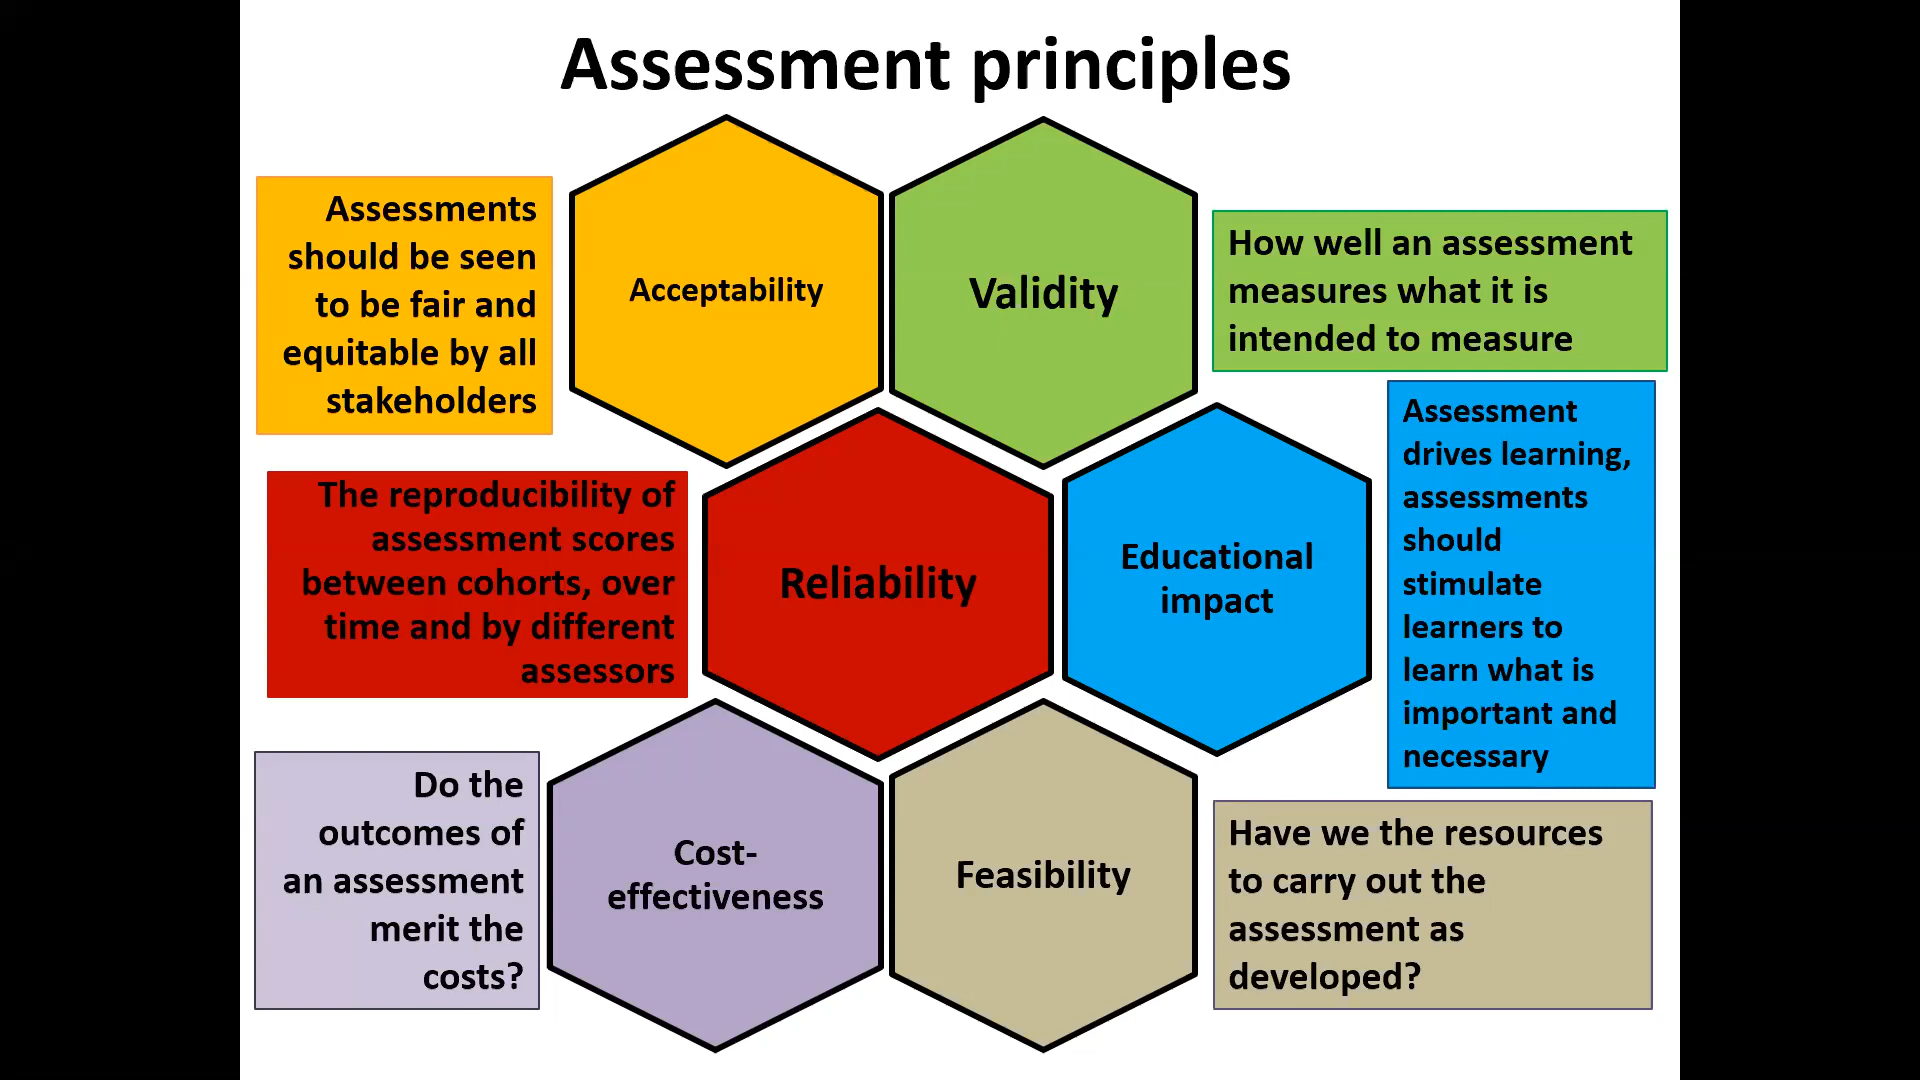 Assessment principles
Assessments
should be seen
to be fair and
equitable by all
stakeholders
Acceptability
Validity
How well an assessment
measures what it is
intended to measure
The reproducibility of
assessment scores
between cohorts, over
time and by different
assessors
Reliability
Educational
impact
Assessment
drives learning,
assessments
should
stimulate
learners to
learn what is
important and
necessary
Do the
outcomes of
an assessment
merit the
costs?
Cost-
effectiveness
Feasibility
Have we the resources
to carry out the
assessment as
developed?